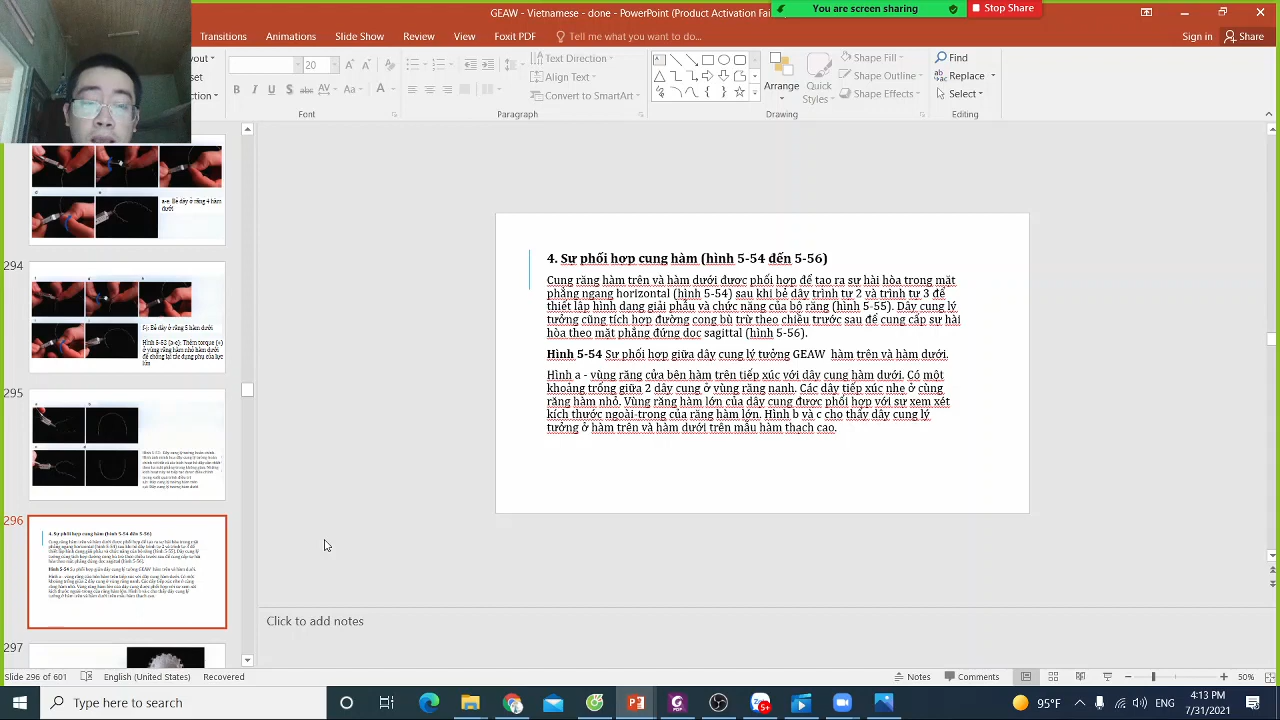 GEAW - Vietnamese - done - PowerPoint (Product Activation Fai
You are screen sharing
Stop Share
Transitions
Animations
Slide Show
Review
View
Foxit PDF
Tell me what you want to do...
Sign in
Share
20
Text Direction
Align Text
Convert to SmartArt
Arrange
Quick
Styles
Shape Fill
Shape Outline
Shape Effects
Find
Replace
Select
Font
Paragraph
Drawing
Editing
a-e: Bẻ dây ở răng 4 hàm
dưới
294
f-j: Bẻ dây ở răng 5 hàm dưới
295
296
297
4. Sự phối hợp cung hàm (hình 5-54 đến 5-56)
Cung răng hàm trên và hàm dưới được phối hợp để tạo ra sự hài hòa trong mặt
phẳng ngang horizontal (hình 5-54) sau khi bẻ dây trình tự 2 và trình tự 3 để
thiết lập hình dạng giải phẫu và chức năng của bộ răng (hình 5-55). Dây cung lý
tưởng cũng tích hợp đường cong bù trừ theo chiều trước sau để cung cấp sự hài
hòa theo mặt phẳng đứng dọc sagittal (hình 5-56).
Hình 5-54 Sự phối hợp giữa dây cung lý tưởng GEAW hàm trên và hàm dưới.
Hình a - vùng răng cửa bên hàm trên tiếp xúc với dây cung hàm dưới. Có một
khoảng trống giữa 2 dây cung ở vùng răng nanh. Các dây tiếp xúc nhẹ ở cùng
răng hàm nhỏ. Vùng răng hàm lớn của dây cung được phối hợp với sự xem xét
kích thước ngoài-trong của răng hàm lớn. Hình b và c cho thấy dây cung lý
tưởng ở hàm trên và hàm dưới trên mẫu hàm thạch cao.
Click to add notes
Slide 296 of 601
English (United States)
Recovered
Notes
Comments
50%
Type here to search
95°F
ENG
4:13 PM
7/31/2021